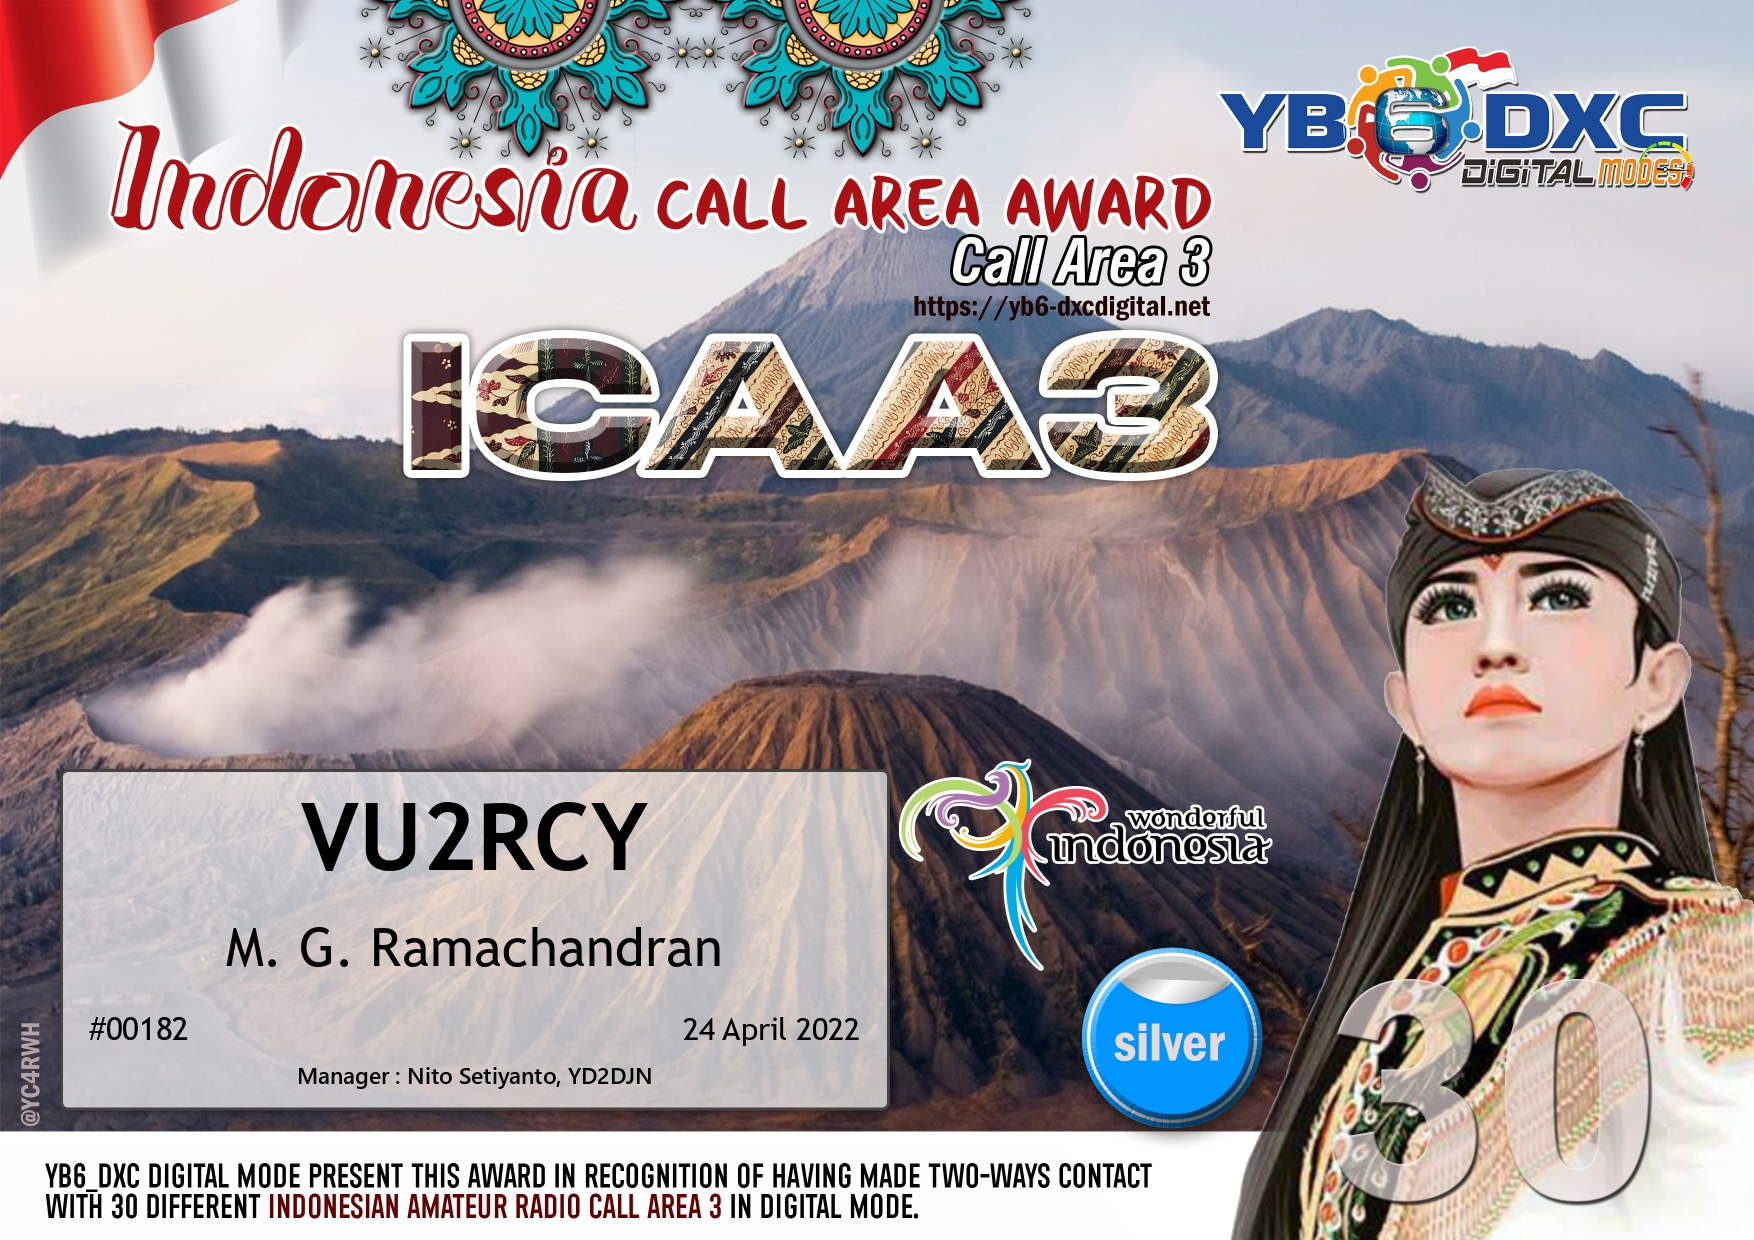 YB6 DXC
DIGITAL MODES
Indonesia CALL AREA AWARD
Call Area 3
https://yb6-dxcdigital.net
ICAA3
VU2RCY
M. G. Ramachandran
#00182
24 April 2022
Manager : Nito Setiyanto, YD2DJN
wonderful
indonesia
silver
30
@YC4RWH
YB6_DXC DIGITAL MODE PRESENT THIS AWARD IN RECOGNITION OF HAVING MADE TWO-WAYS CONTACT
WITH 30 DIFFERENT INDONESIAN AMATEUR RADIO CALL AREA 3 IN DIGITAL MODE.